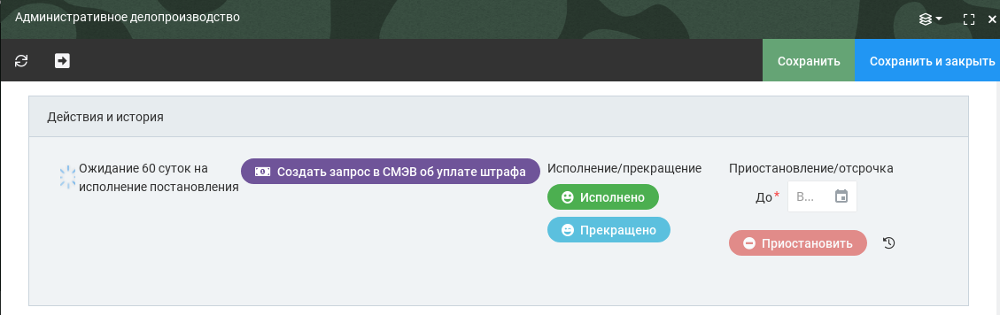 Административное делопроизводство
Сохранить
Сохранить и закрыть
Действия и история
Ожидание 60 суток на
исполнение постановления
Создать запрос в СМЭВ об уплате штрафа
Исполнение/прекращение
Исполнено
Прекращено
Приостановление/отсрочка
До *
В...
Приостановить